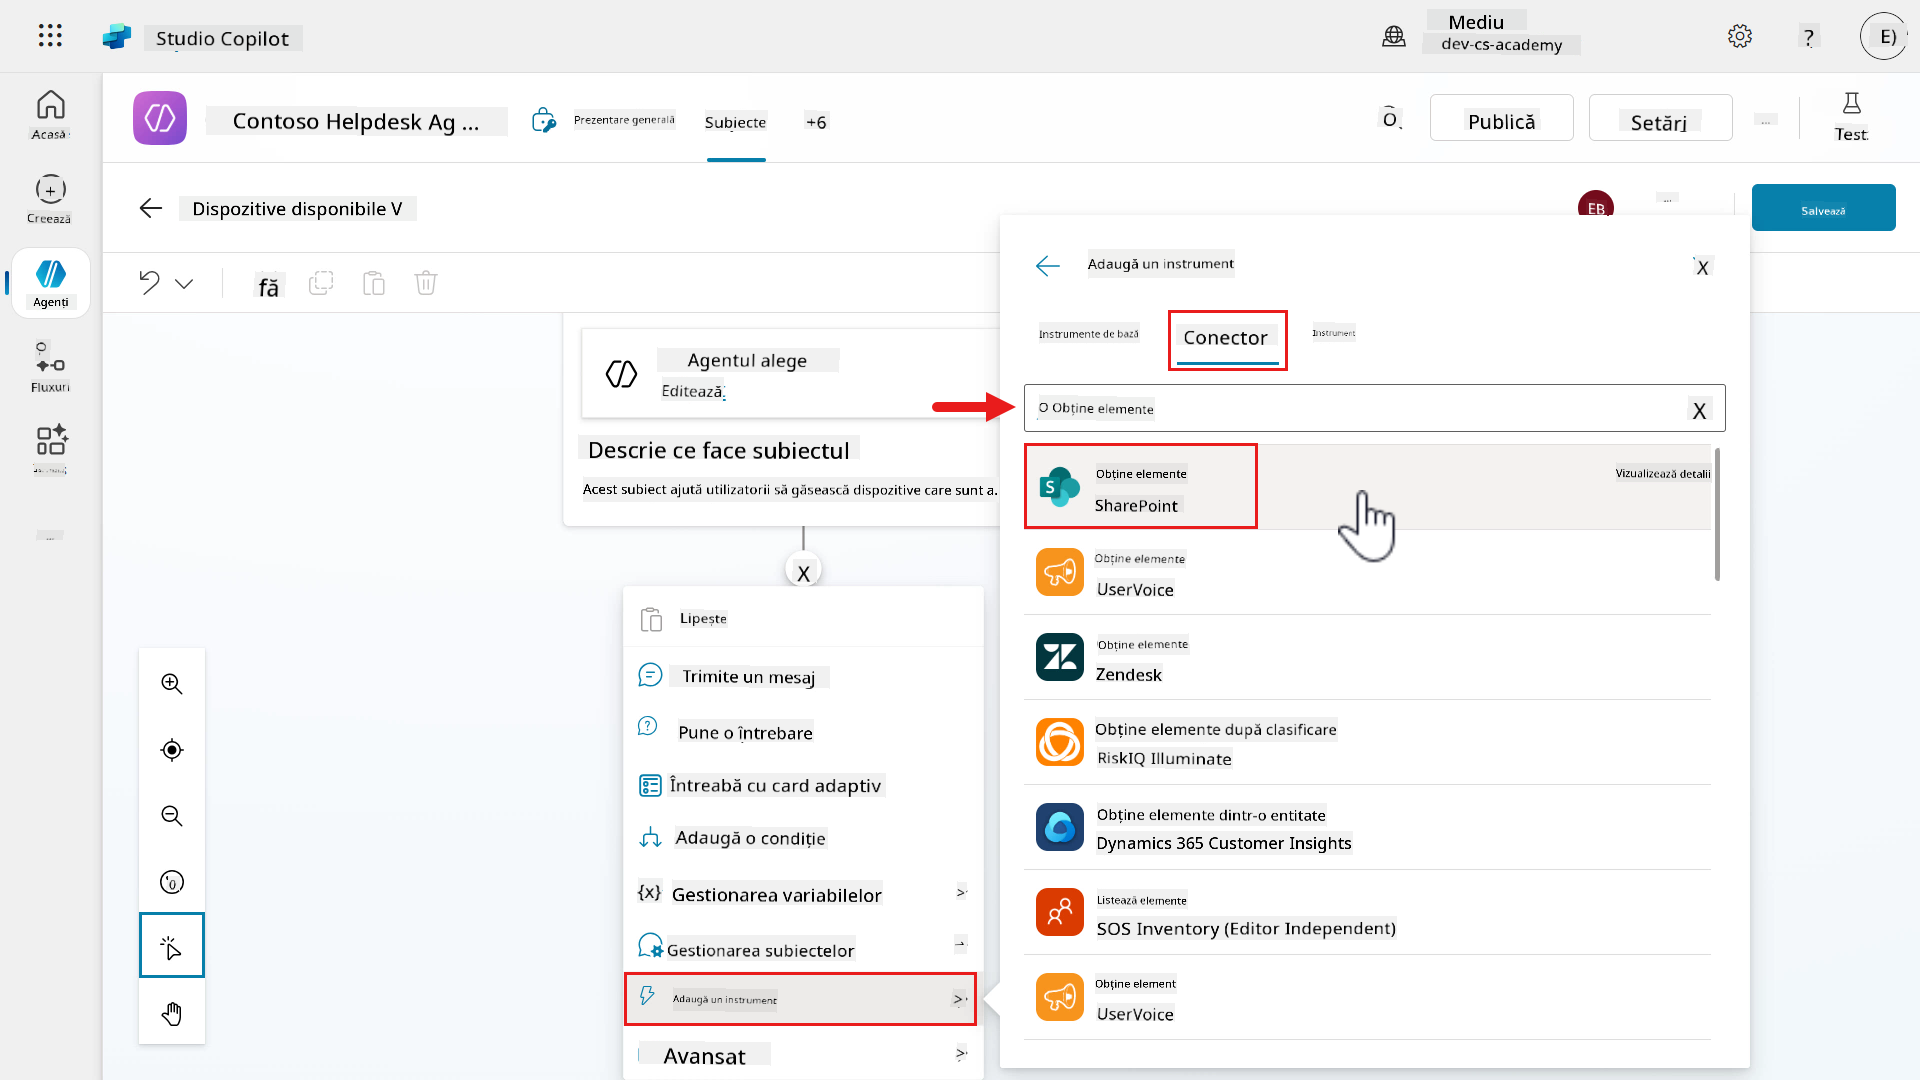 Studio Copilot
Mediu
dev-cs-academy
?
E)
Acasă
Creează
Agenți
Fluxuri
Contoso Helpdesk Ag ...
Prezentare generală
Subiecte
+6
Publică
Setări
...
Test
Dispozitive disponibile V
EB
Salvează
fă
Agentul alege
Editează
Descrie ce face subiectul
Acest subiect ajută utilizatorii să găsească dispozitive care sunt a.
X
Lipește
Trimite un mesaj
Pune o întrebare
Întreabă cu card adaptiv
Adaugă o condiție
{x} Gestionarea variabilelor >
Gestionarea subiectelor
Adaugă un instrument >
Avansat >
Adaugă un instrument
X
Instrumente de bază
Conector
Instrument
O Obține elemente
X
Obține elemente
SharePoint
Vizualizează detalii
Obține elemente
UserVoice
Obține elemente
Zendesk
Obține elemente după clasificare
RiskIQ Illuminate
Obține elemente dintr-o entitate
Dynamics 365 Customer Insights
Listează elemente
SOS Inventory (Editor Independent)
Obține element
UserVoice